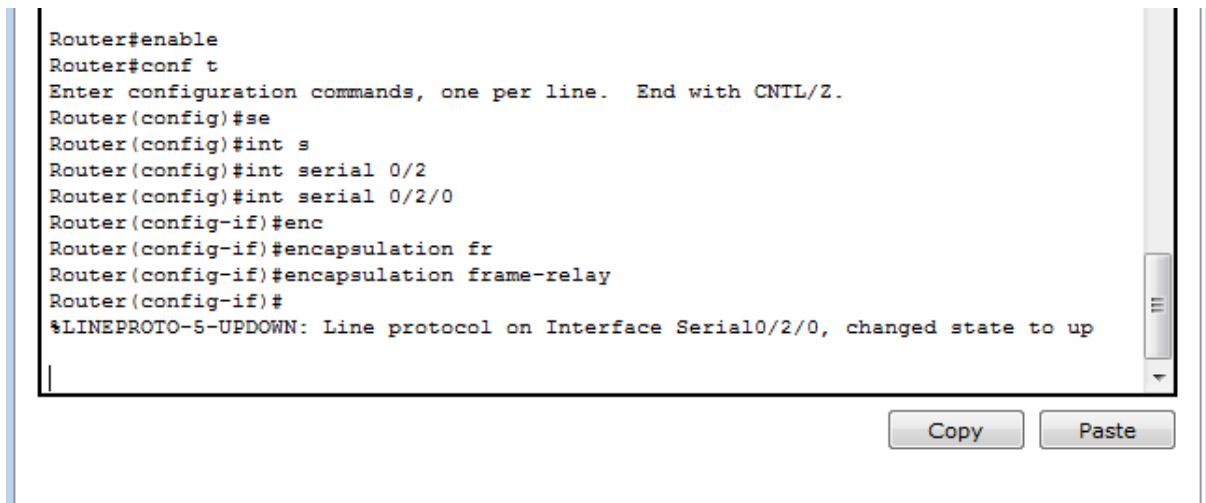 Router#enable
Router#conf t
Enter configuration commands, one per line.  End with CNTL/Z.
Router(config)#se
Router(config)#int s
Router(config)#int serial 0/2
Router(config)#int serial 0/2/0
Router(config-if)#enc
Router(config-if)#encapsulation fr
Router(config-if)#encapsulation frame-relay
Router(config-if)#
%LINEPROTO-5-UPDOWN: Line protocol on Interface Serial0/2/0, changed state to up
Copy Paste